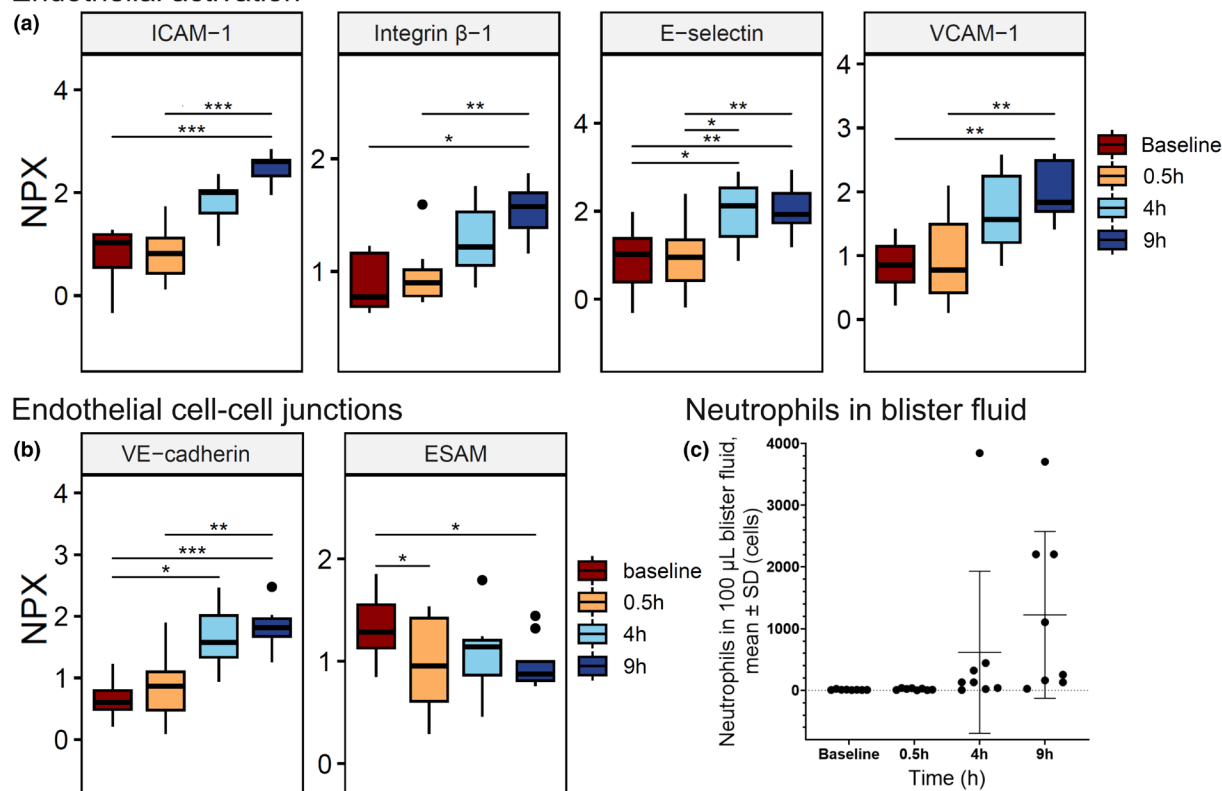 Endothelial activation
(a)
ICAM−1
Integrin β−1
E−selectin
VCAM−1
NPX
4
2
0
***
***
2
1
**
*
4
2
0
**
*
**
*
4
3
2
1
0
**
**
Baseline
0.5h
4h
9h
Endothelial cell-cell junctions
Neutrophils in blister fluid
(b)
VE−cadherin
ESAM
NPX
4
3
2
1
0
**
***
*
2
1
0
*
*
baseline
0.5h
4h
9h
(c)
Neutrophils in 100 µL blister fluid,
mean ± SD (cells)
4000
3000
2000
1000
0
Baseline
0.5h
4h
9h
Time (h)